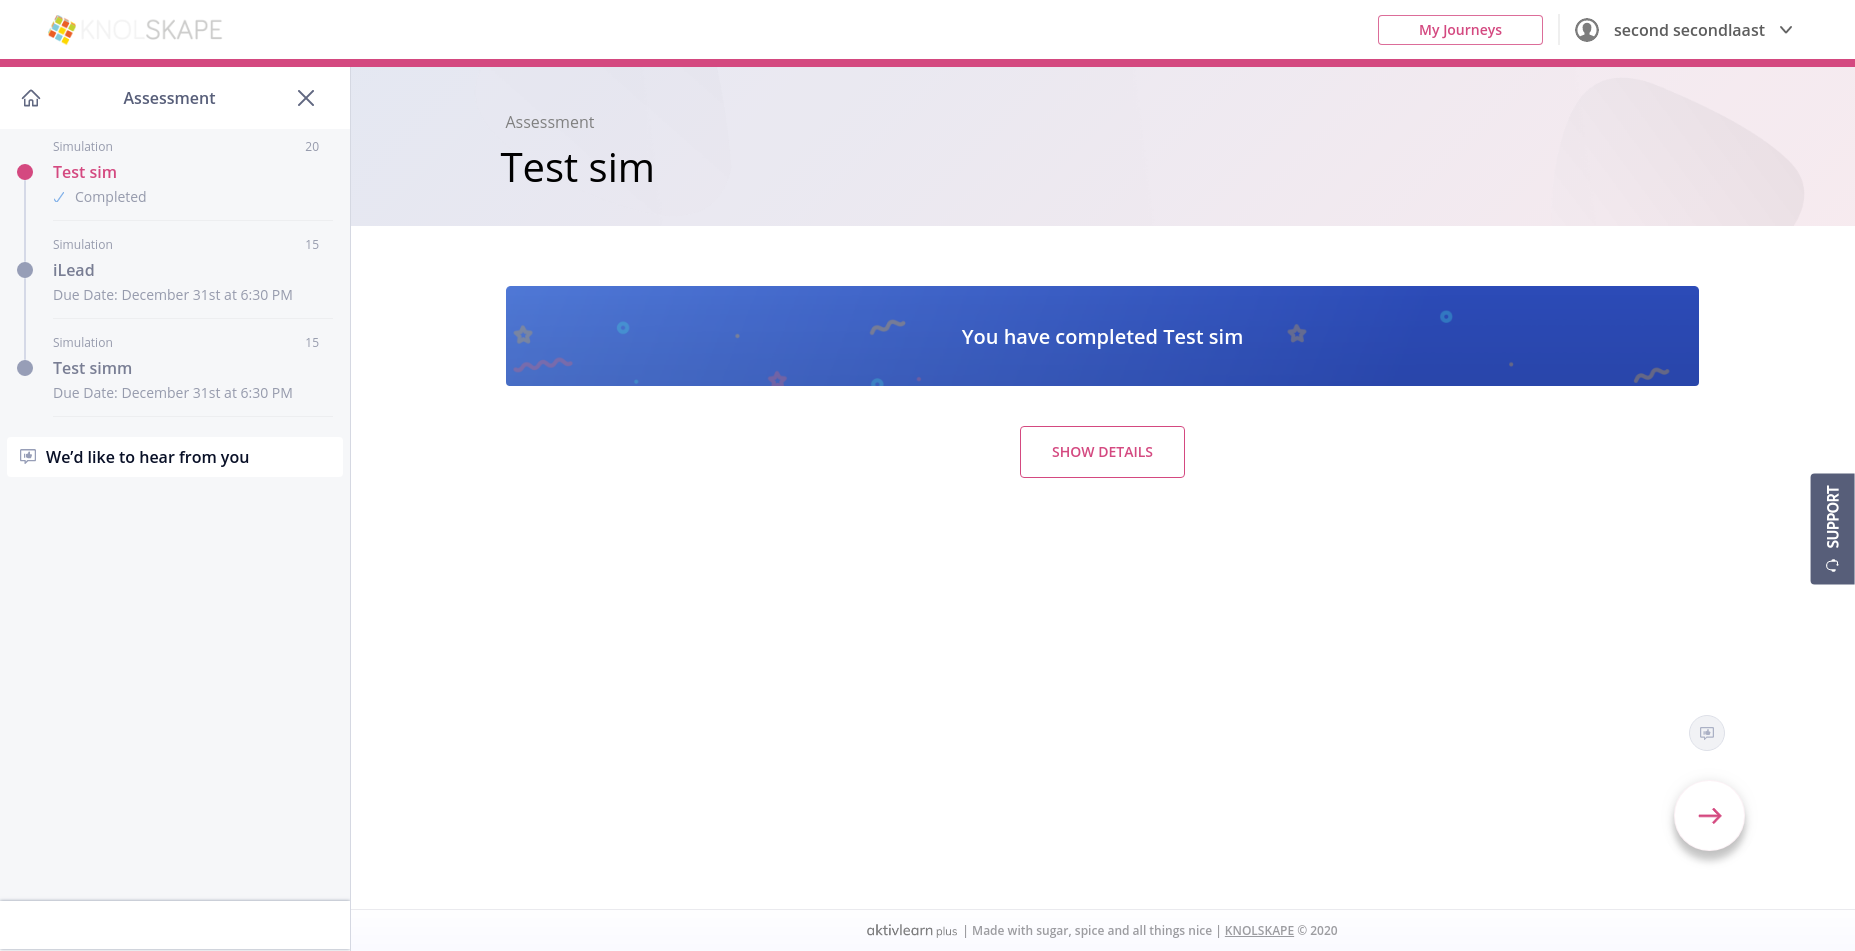 KNOLSKAPE
My Journeys
second secondlaast
Assessment
Simulation 20
Test sim
Completed
Simulation 15
iLead
Due Date: December 31st at 6:30 PM
Simulation 15
Test simm
Due Date: December 31st at 6:30 PM
We’d like to hear from you
Assessment
Test sim
You have completed Test sim
SHOW DETAILS
SUPPORT
aktivlearn plus | Made with sugar, spice and all things nice | KNOLSKAPE © 2020